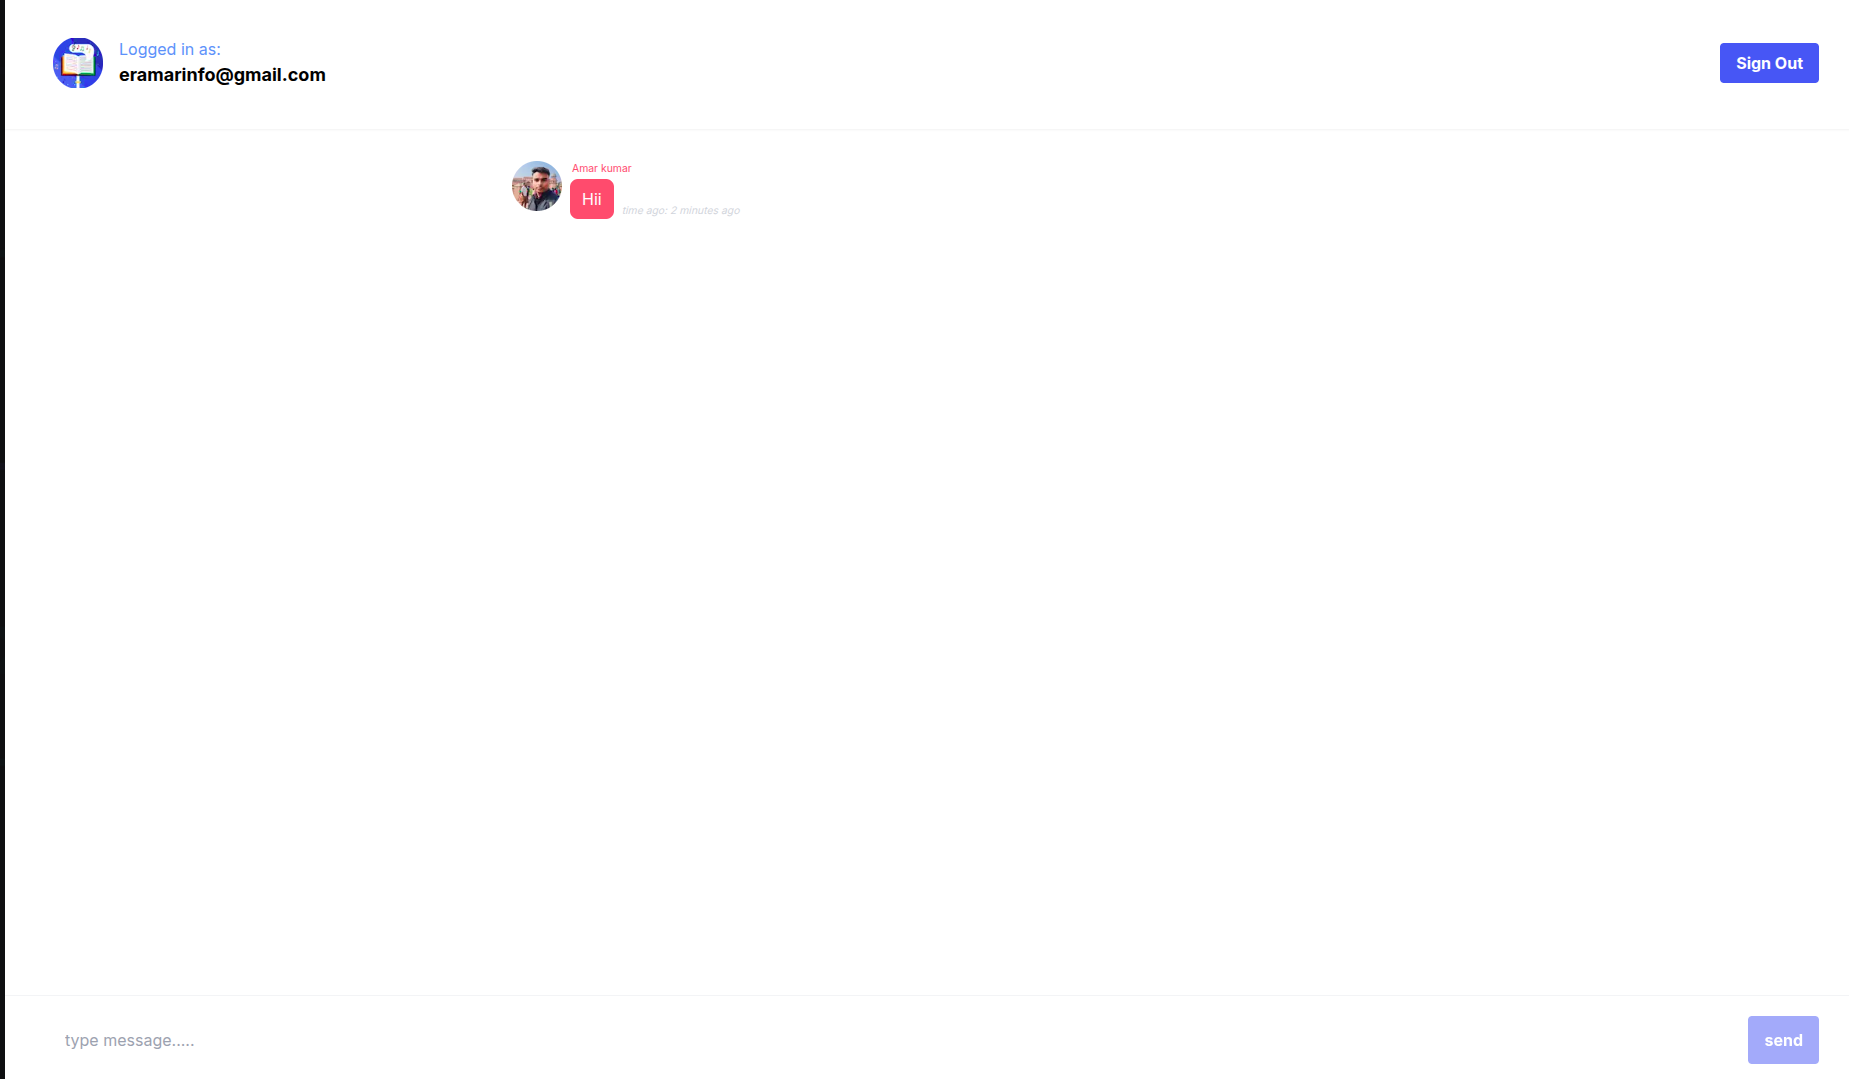 Logged in as:
eramarinfo@gmail.com
Sign Out
Amar kumar
Hii
time ago: 2 minutes ago
type message.....
send